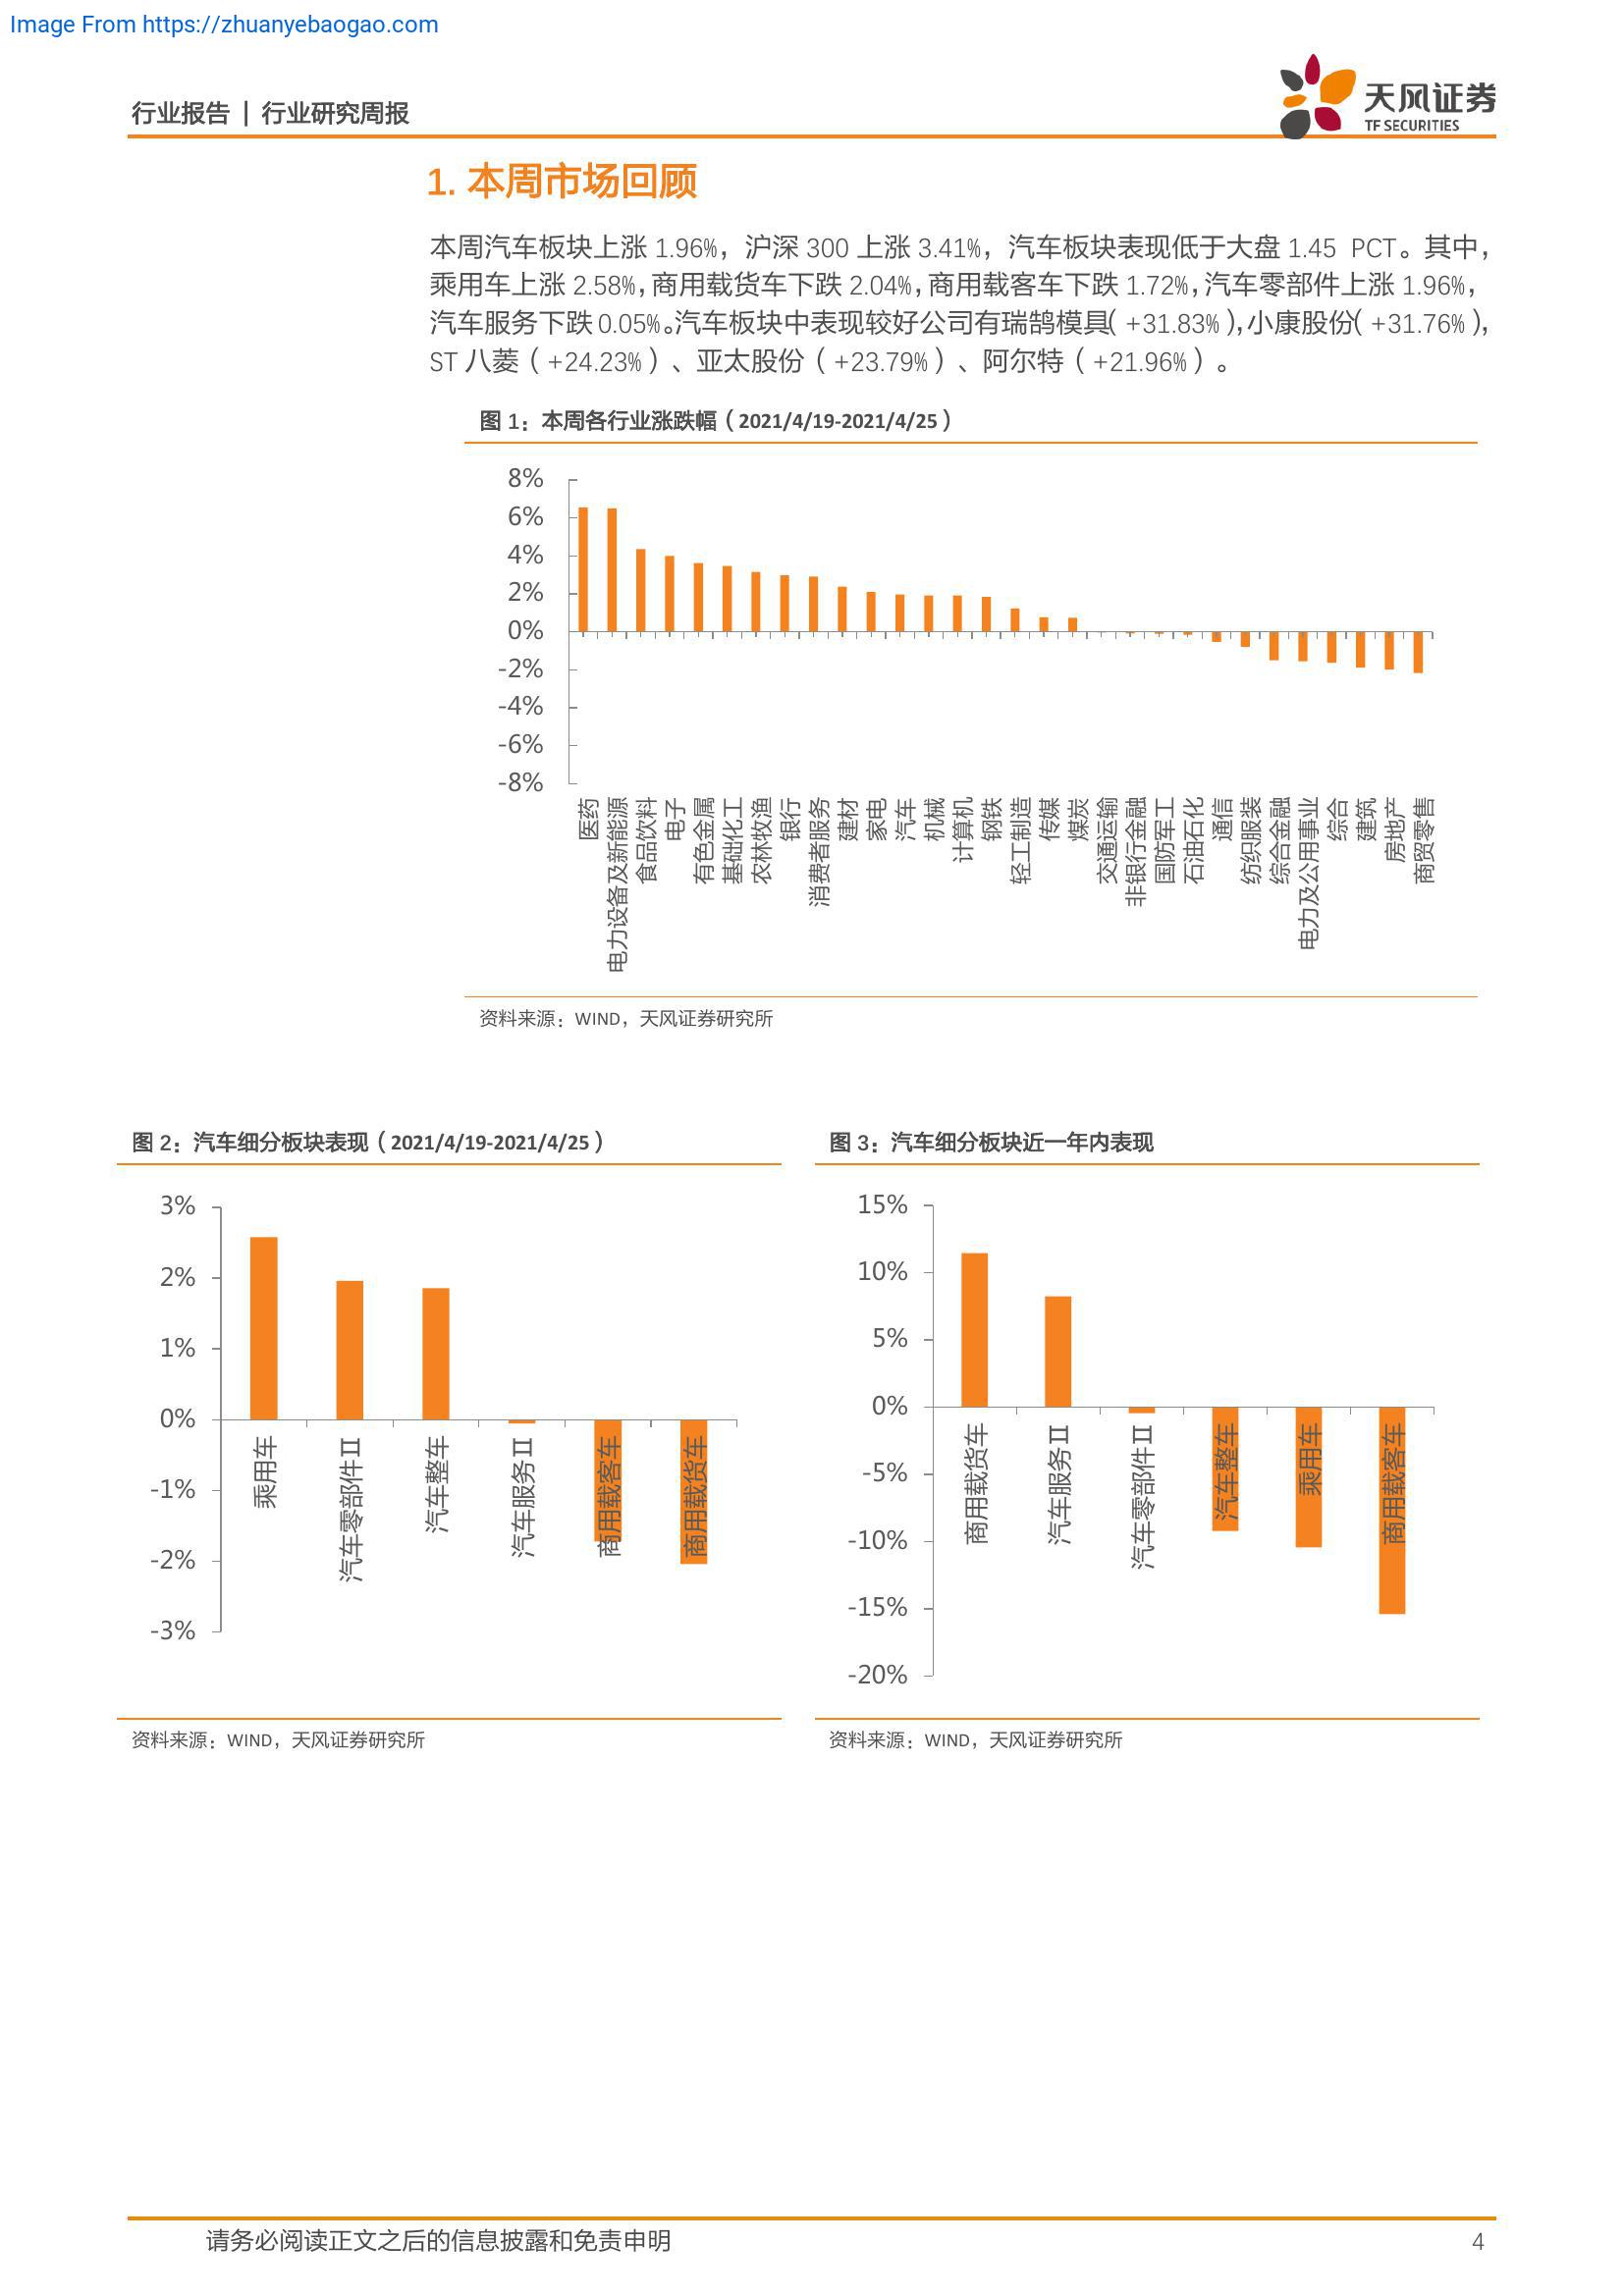 Image From https://zhuanyebaogao.com
行业报告 | 行业研究周报
天风证券
TF SECURITIES
1. 本周市场回顾
本周汽车板块上涨 1.96%，沪深 300 上涨 3.41%，汽车板块表现低于大盘 1.45 PCT。其中，
乘用车上涨 2.58%，商用载货车下跌 2.04%，商用载客车下跌 1.72%，汽车零部件上涨 1.96%，
汽车服务下跌 0.05%。汽车板块中表现较好公司有瑞鹄模具（+31.83%），小康股份（+31.76%），
ST 八菱（+24.23%）、亚太股份（+23.79%）、阿尔特（+21.96%）。
图 1：本周各行业涨跌幅（2021/4/19-2021/4/25）
8%
6%
4%
2%
0%
-2%
-4%
-6%
-8%
医药
电力设备及新能源
食品饮料
电子
有色金属
基础化工
农林牧渔
银行
消费者服务
建材
家电
汽车
机械
计算机
钢铁
轻工制造
传媒
煤炭
交通运输
非银行金融
国防军工
石油石化
通信
纺织服装
综合金融
电力及公用事业
综合
建筑
房地产
商贸零售
资料来源：WIND，天风证券研究所
图 2：汽车细分板块表现（2021/4/19-2021/4/25）
3%
2%
1%
0%
-1%
-2%
-3%
乘用车
汽车零部件Ⅱ
汽车整车
汽车服务Ⅱ
商用载客车
商用载货车
资料来源：WIND，天风证券研究所
图 3：汽车细分板块近一年内表现
15%
10%
5%
0%
-5%
-10%
-15%
-20%
商用载货车
汽车服务Ⅱ
汽车零部件Ⅱ
汽车整车
乘用车
商用载客车
资料来源：WIND，天风证券研究所
请务必阅读正文之后的信息披露和免责申明
4